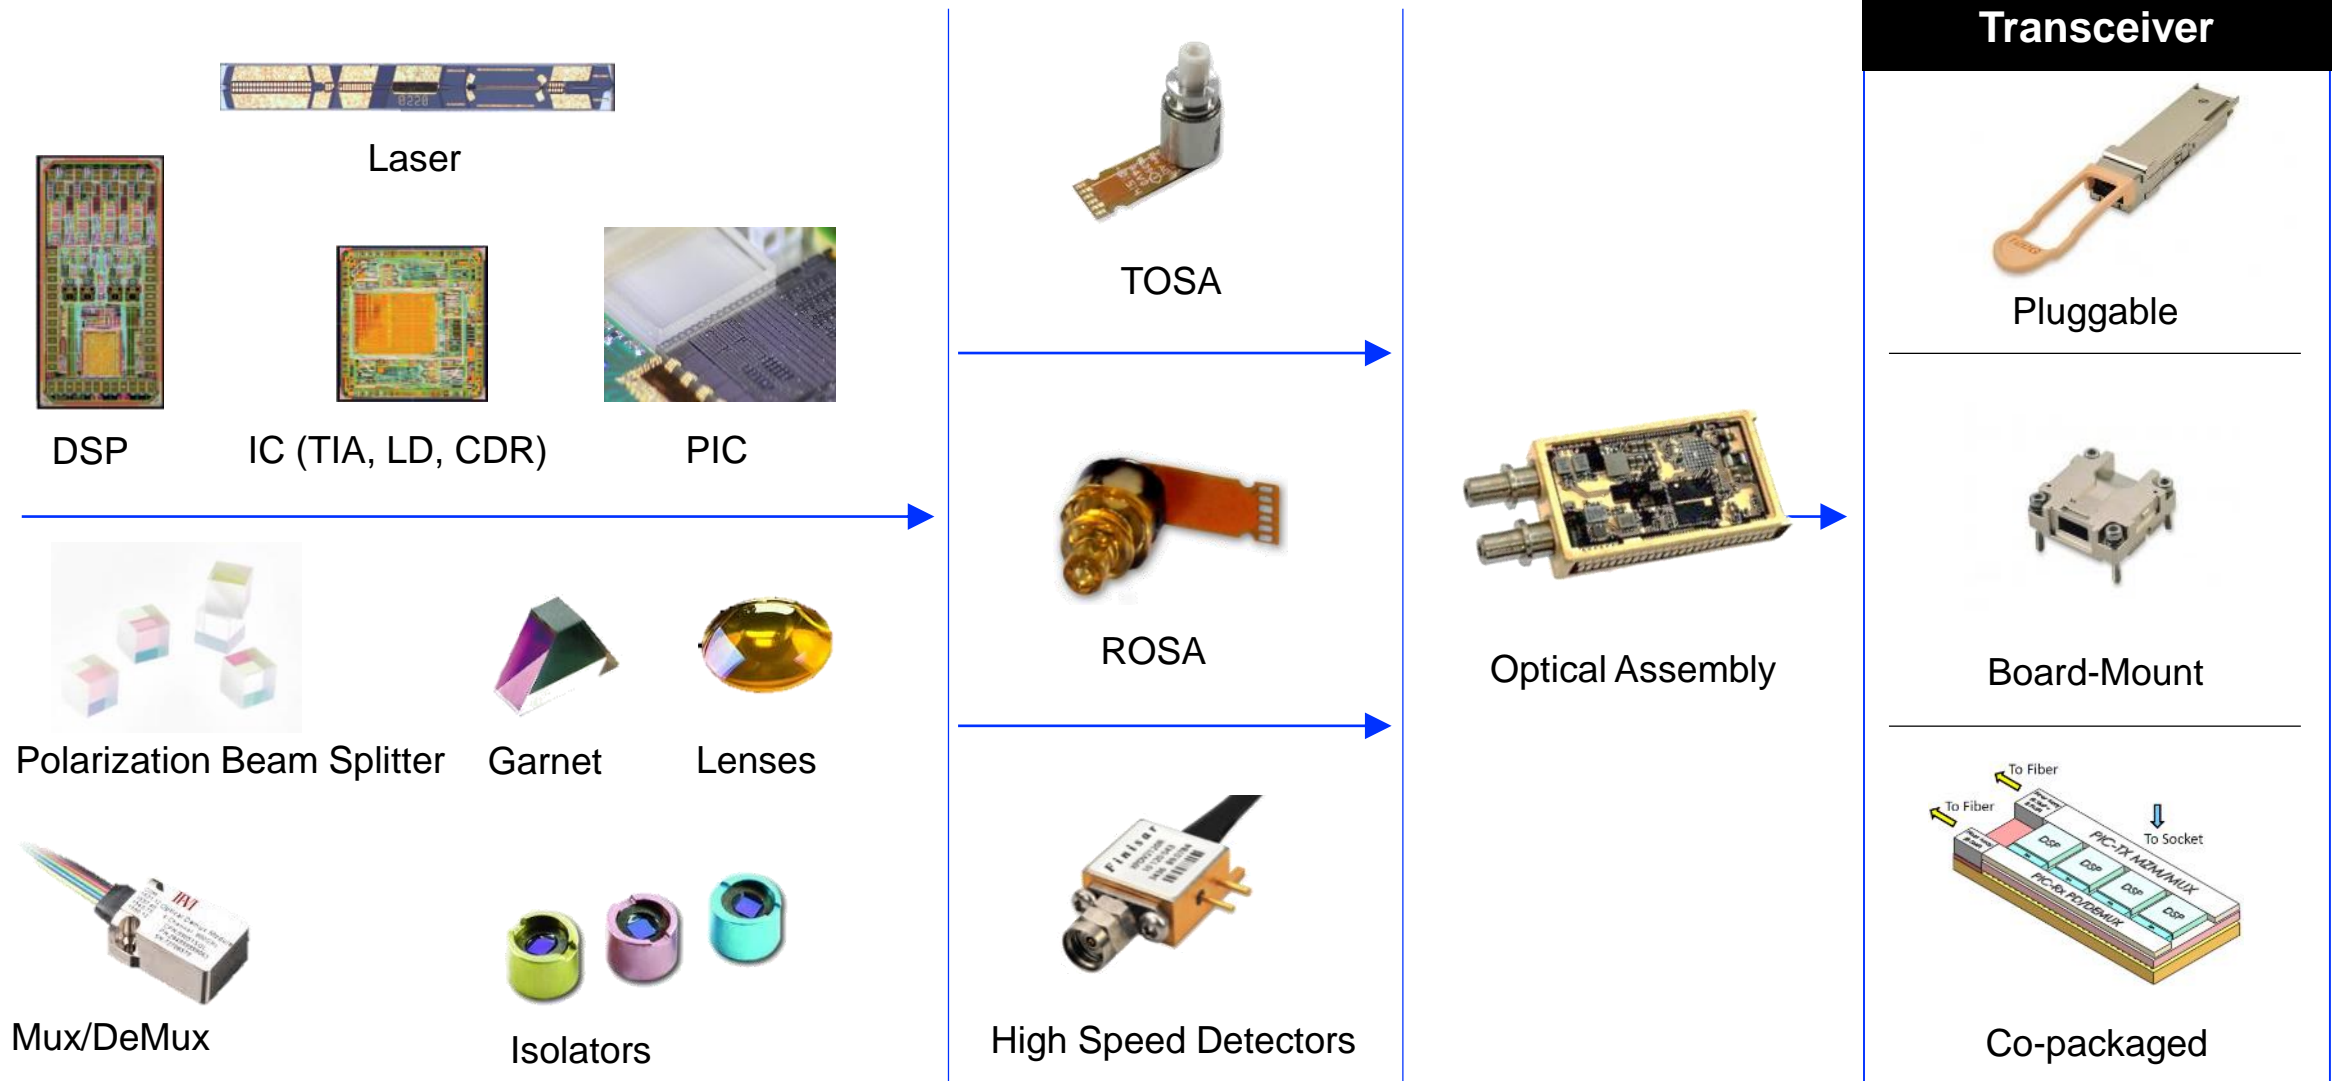 Transceiver
Laser
DSP
IC (TIA, LD, CDR)
PIC
Polarization Beam Splitter
Garnet
Lenses
Mux/DeMux
Isolators
TOSA
ROSA
Finisar
High Speed Detectors
Optical Assembly
Pluggable
Board-Mount
To Fiber
To Fiber
To Socket
PIC-TX MZM/MUX
DSP
DSP
DSP
DSP
PIC-Rx PD/DEMUX
Co-packaged